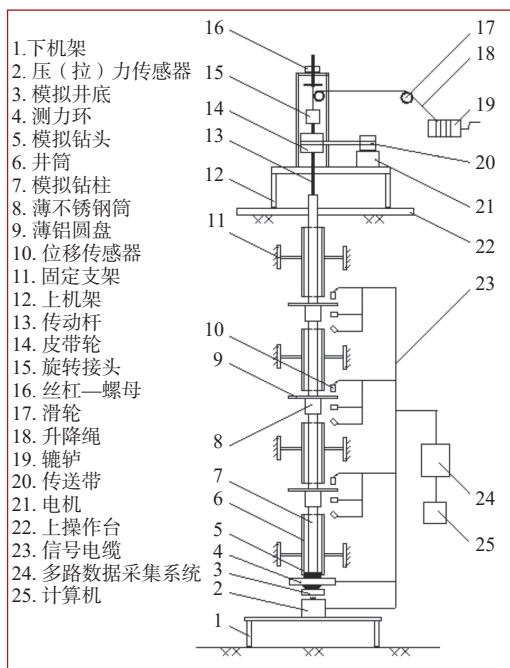 1.下机架
2. 压（拉）力传感器
3. 模拟井底
4. 测力环
5. 模拟钻头
6. 井筒
7. 模拟钻柱
8. 薄不锈钢筒
9. 薄铝圆盘
10. 位移传感器
11. 固定支架
12. 上机架
13. 传动杆
14. 皮带轮
15. 旋转接头
16. 丝杠—螺母
17. 滑轮
18. 升降绳
19. 辘轳
20. 传送带
21. 电机
22. 上操作台
23. 信号电缆
24. 多路数据采集系统
25. 计算机
16
17
18
15
19
14
13
20
12
21
11
22
23
10
9
8
24
7
6
25
5
4
3
2
1